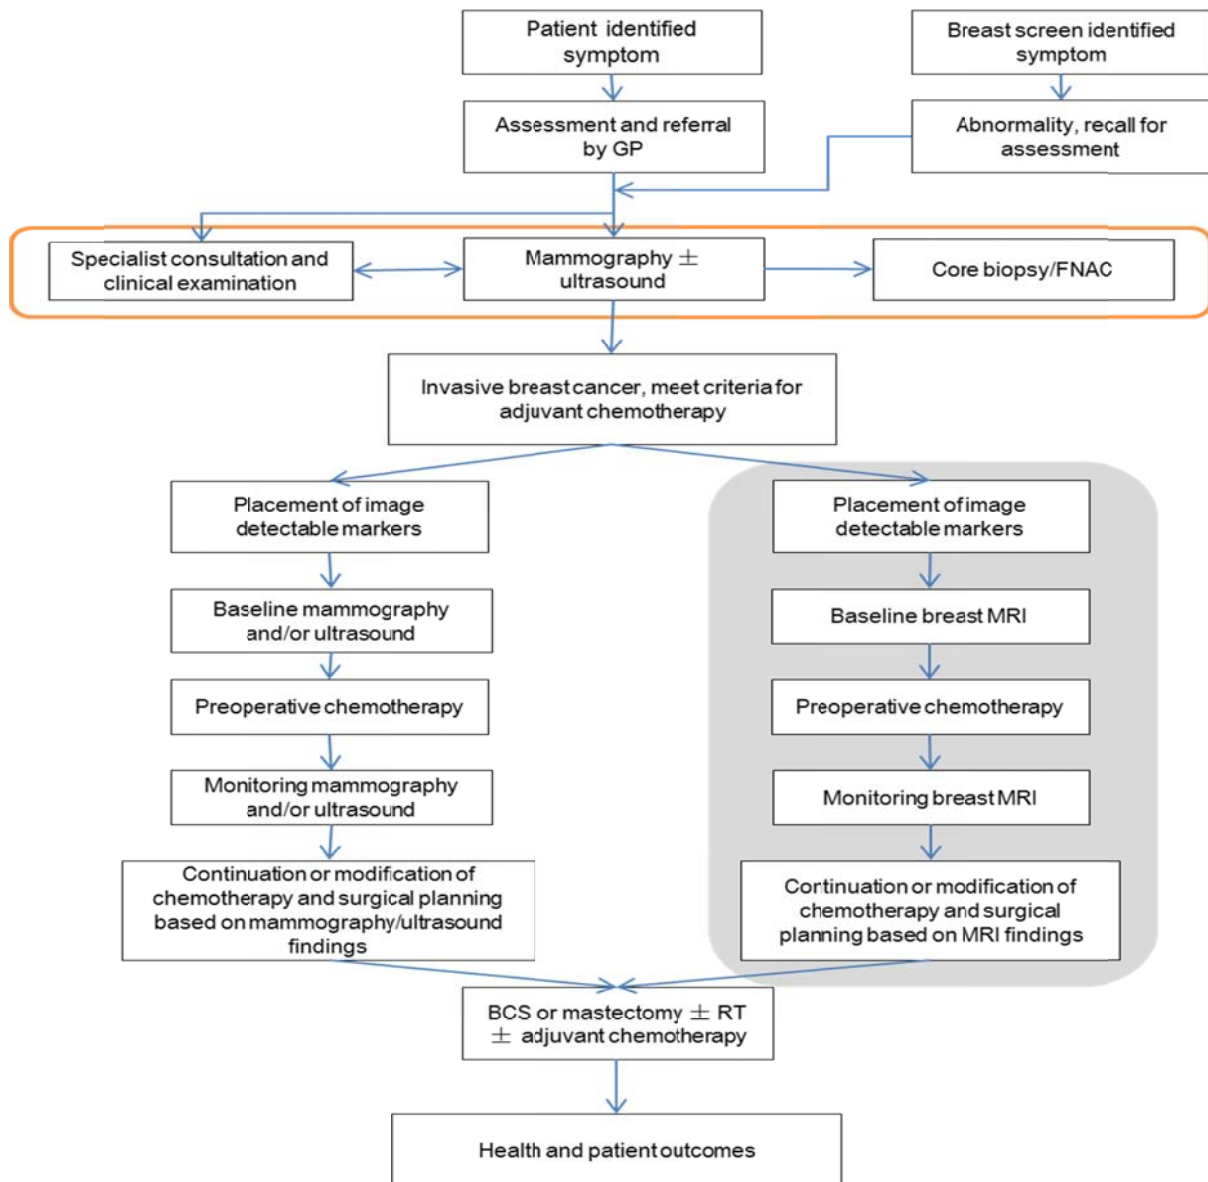 Patient identified
symptom
Breast screen identified
symptom
Assessment and referral
by GP
Abnormality, recall for
assessment
Specialist consultation and
clinical examination
Mammography ±
ultrasound
Core biopsy/FNAC
Invasive breast cancer, meet criteria for
adjuvant chemotherapy
Placement of image
detectable markers
Baseline mammography
and/or ultrasound
Preoperative chemotherapy
Monitoring mammography
and/or ultrasound
Continuation or modification of
chemotherapy and surgical planning
based on mammography/ultrasound
findings
Placement of image
detectable markers
Baseline breast MRI
Preoperative chemotherapy
Monitoring breast MRI
Continuation or modification of
chemotherapy and surgical
planning based on MRI findings
BCS or mastectomy ± RT
± adjuvant chemotherapy
Health and patient outcomes